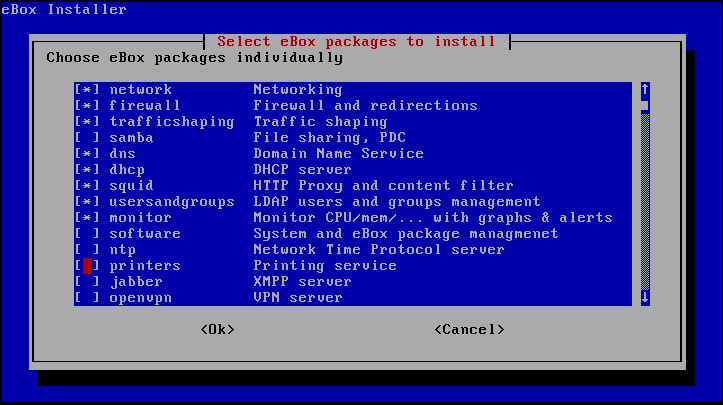 eBox Installer
Select eBox packages to install
Choose eBox packages individually
[*] network Networking
[*] firewall Firewall and redirections
[*] trafficshaping Traffic shaping
[ ] samba File sharing, PDC
[*] dns Domain Name Service
[*] dhcp DHCP server
[*] squid HTTP Proxy and content filter
[*] usersandgroups LDAP users and groups management
[*] monitor Monitor CPU/mem/... with graphs & alerts
[ ] software System and eBox package managmenet
[ ] ntp Network Time Protocol server
[ ] printers Printing service
[ ] jabber XMPP server
[ ] openvpn VPN server
<Ok> <Cancel>